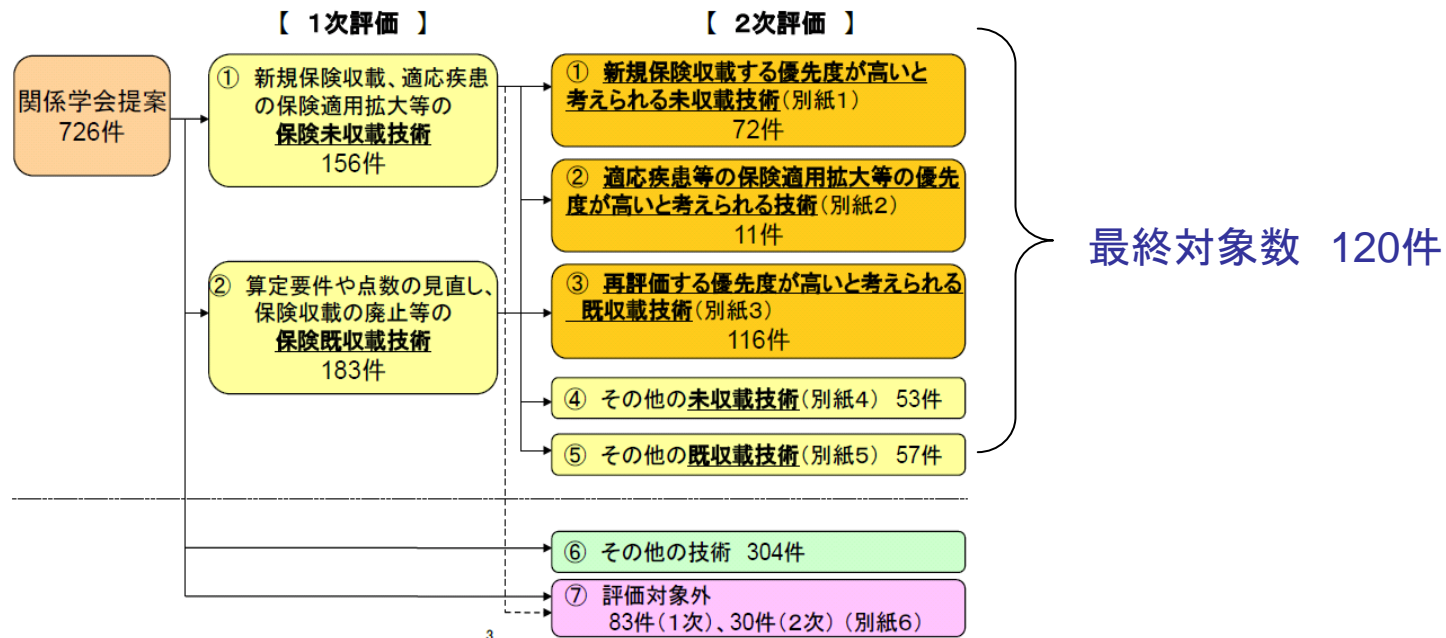 【 1次評価 】
【 2次評価 】
関係学会提案
726件
① 新規保険収載、適応疾患
の保険適用拡大等の
保険未収載技術
156件
② 算定要件や点数の見直し、
保険収載の廃止等の
保険既収載技術
183件
① 新規保険収載する優先度が高いと
考えられる未収載技術(別紙1)
72件
② 適応疾患等の保険適用拡大等の優先
度が高いと考えられる技術(別紙2)
11件
③ 再評価する優先度が高いと考えられる
既収載技術(別紙3)
116件
④ その他の未収載技術(別紙4) 53件
⑤ その他の既収載技術(別紙5) 57件
最終対象数 120件
⑥ その他の技術 304件
⑦ 評価対象外
83件(1次)、30件(2次) (別紙6)
3